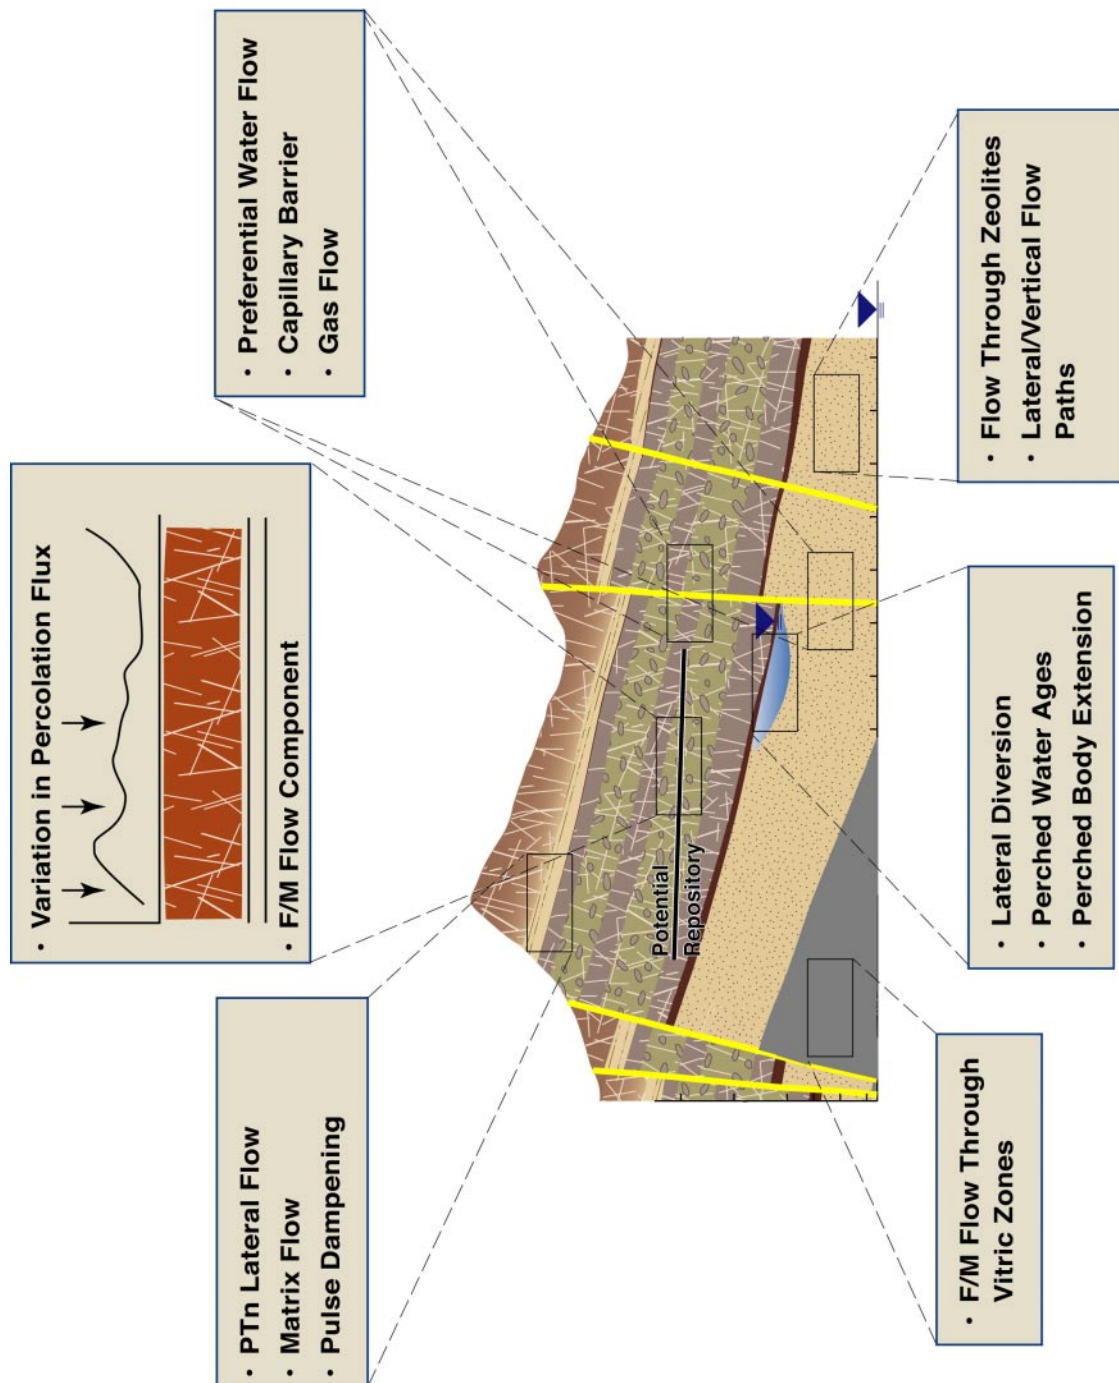 • Variation in Percolation Flux
• F/M Flow Component
• PTn Lateral Flow
• Matrix Flow
• Pulse Dampening
• Preferential Water Flow
• Capillary Barrier
• Gas Flow
Potential
Repository
• F/M Flow Through
Vitric Zones
• Lateral Diversion
• Perched Water Ages
• Perched Body Extension
• Flow Through Zeolites
• Lateral/Vertical Flow
Paths